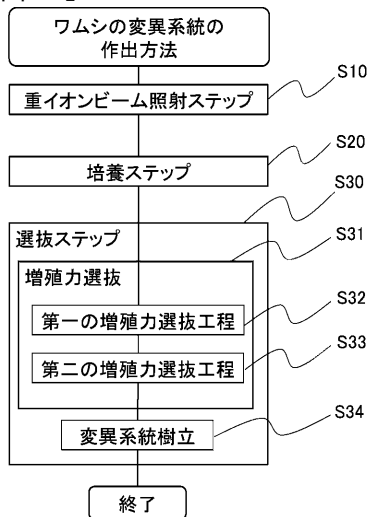 ワムシの変異系統の
作出方法
重イオンビーム照射ステップ
S10
培養ステップ
S20
S30
選抜ステップ
S31
増殖力選抜
第一の増殖力選抜工程
S32
第二の増殖力選抜工程
S33
変異系統樹立
S34
終了